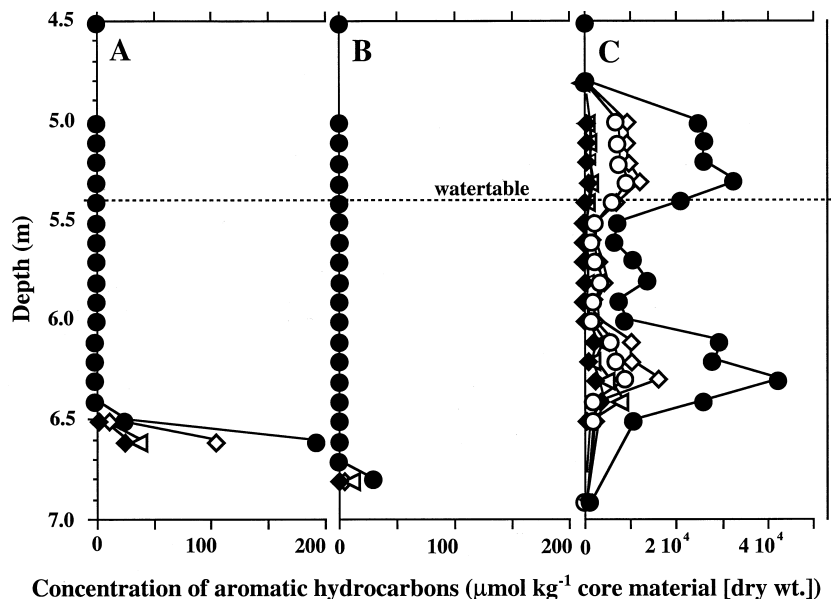 4.5
A
B
C
5.0
watertable
5.5
Depth (m)
6.0
6.5
7.0
0 100 200 0 100 200 0 2 10⁴ 4 10⁴
Concentration of aromatic hydrocarbons (μmol kg⁻¹ core material [dry wt.])